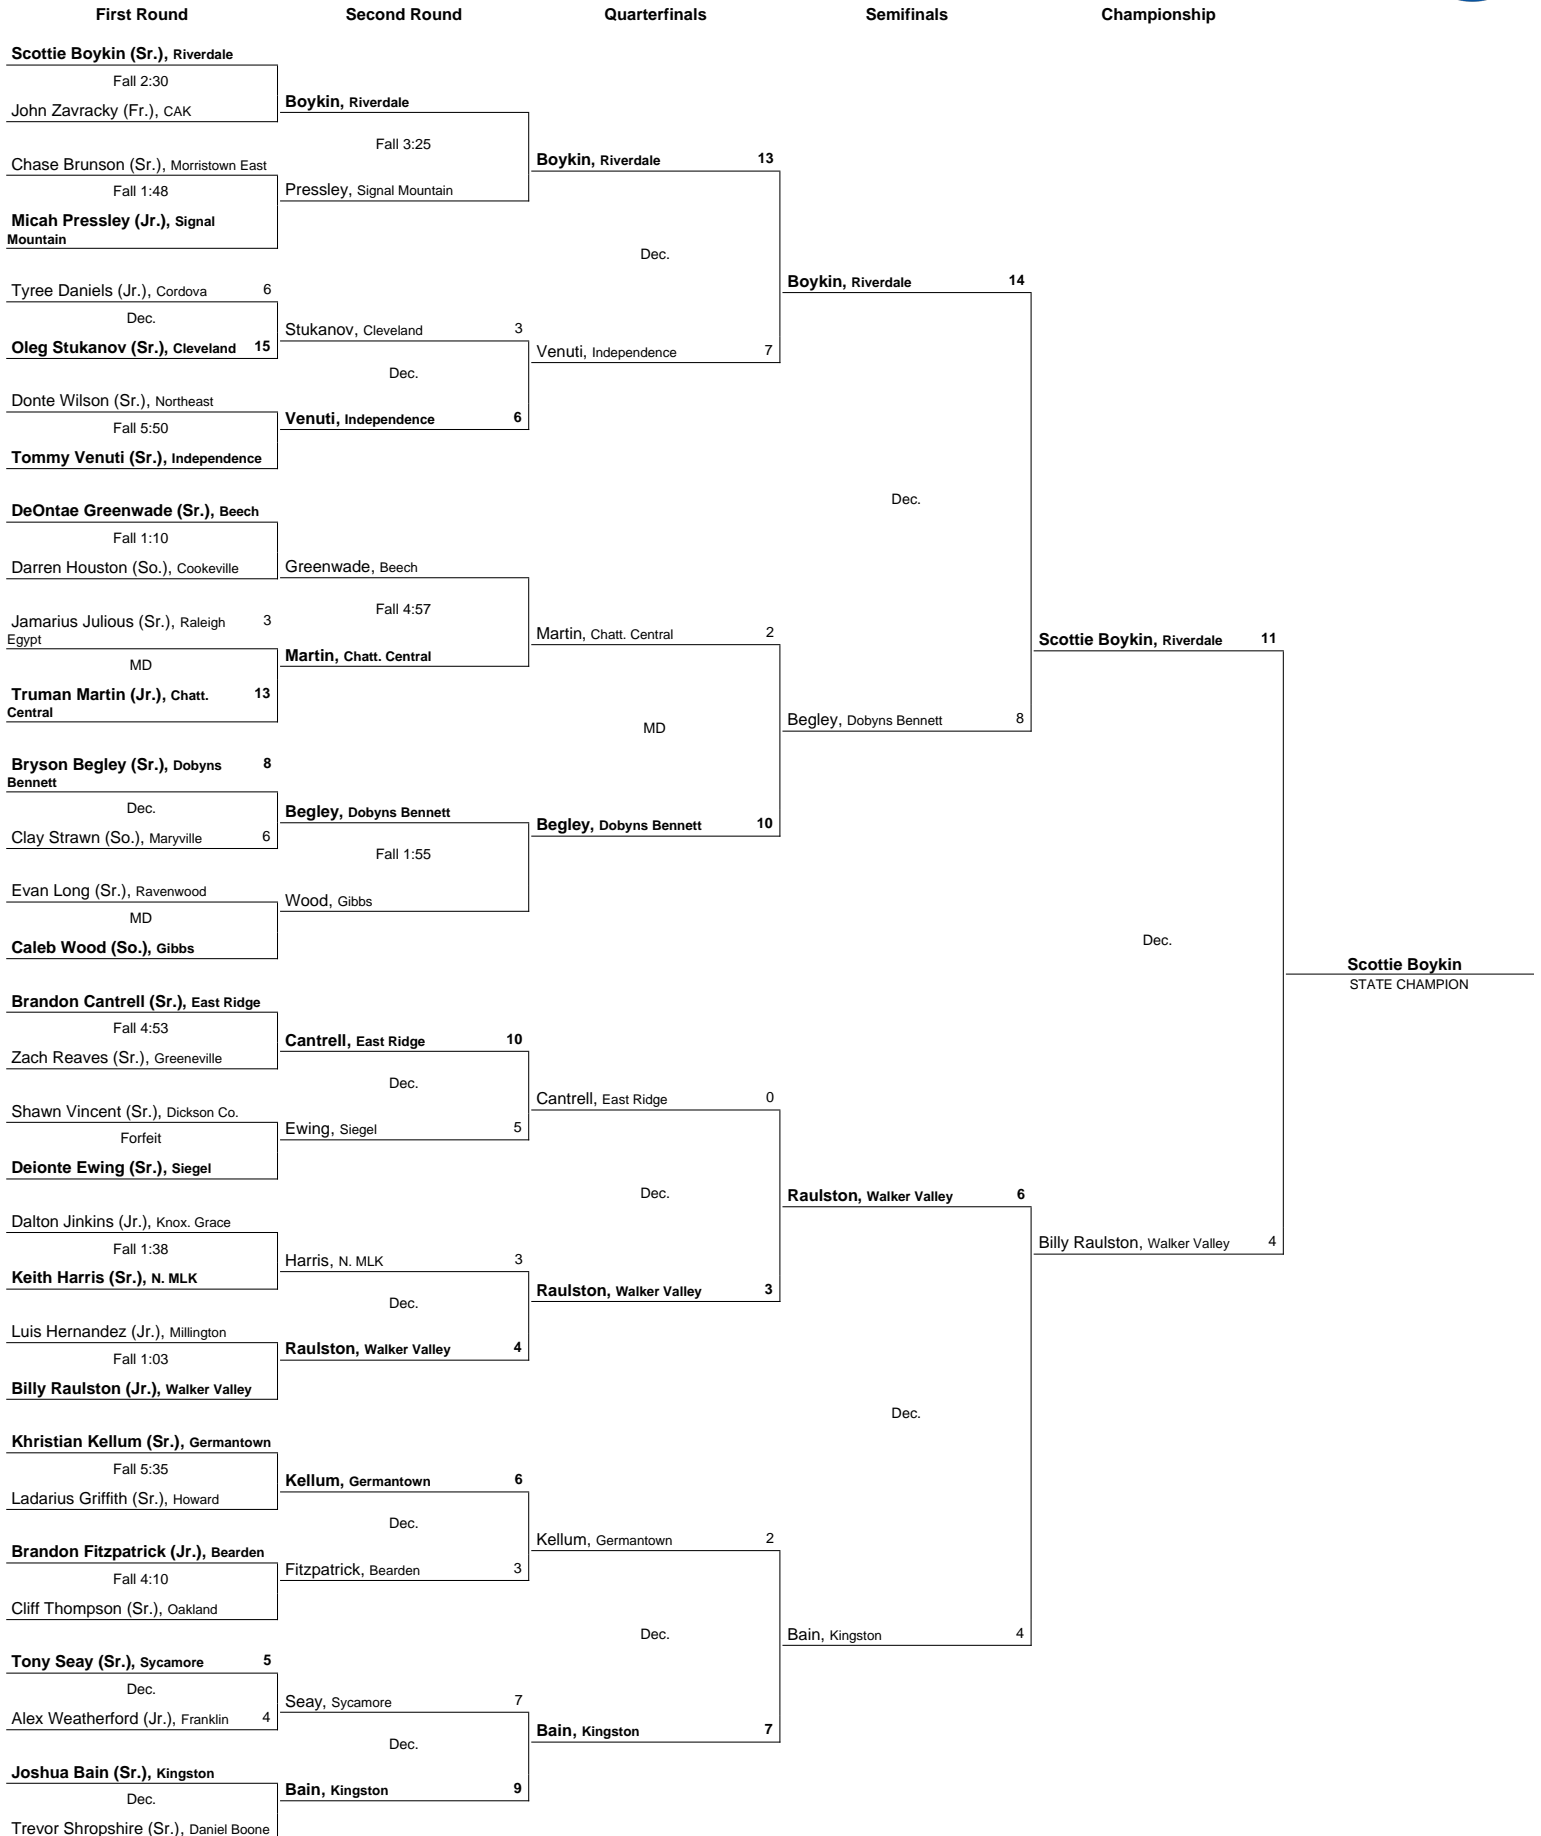 First Round
Second Round
Quarterfinals
Semifinals
Championship
Scottie Boykin (Sr.), Riverdale
Fall 2:30
John Zavracky (Fr.), CAK
Chase Brunson (Sr.), Morristown East
Fall 1:48
Micah Pressley (Jr.), Signal
Mountain
Tyree Daniels (Jr.), Cordova 6
Dec.
Oleg Stukanov (Sr.), Cleveland 15
Donte Wilson (Sr.), Northeast
Fall 5:50
Tommy Venuti (Sr.), Independence
DeOntae Greenwade (Sr.), Beech
Fall 1:10
Darren Houston (So.), Cookeville
Jamarius Julious (Sr.), Raleigh 3
Egypt
MD
Truman Martin (Jr.), Chatt. 13
Central
Bryson Begley (Sr.), Dobyns 8
Bennett
Dec.
Clay Strawn (So.), Maryville 6
Evan Long (Sr.), Ravenwood
MD
Caleb Wood (So.), Gibbs
Brandon Cantrell (Sr.), East Ridge
Fall 4:53
Zach Reaves (Sr.), Greeneville
Shawn Vincent (Sr.), Dickson Co.
Forfeit
Deionte Ewing (Sr.), Siegel
Dalton Jinkins (Jr.), Knox. Grace
Fall 1:38
Keith Harris (Sr.), N. MLK
Luis Hernandez (Jr.), Millington
Fall 1:03
Billy Raulston (Jr.), Walker Valley
Khristian Kellum (Sr.), Germantown
Fall 5:35
Ladarius Griffith (Sr.), Howard
Brandon Fitzpatrick (Jr.), Bearden
Fall 4:10
Cliff Thompson (Sr.), Oakland
Tony Seay (Sr.), Sycamore 5
Dec.
Alex Weatherford (Jr.), Franklin 4
Joshua Bain (Sr.), Kingston
Dec.
Trevor Shropshire (Sr.), Daniel Boone
Boykin, Riverdale
Fall 3:25
Pressley, Signal Mountain
Stukanov, Cleveland 3
Dec.
Venuti, Independence 6
Greenwade, Beech
Fall 4:57
Martin, Chatt. Central
Begley, Dobyns Bennett
Fall 1:55
Wood, Gibbs
Cantrell, East Ridge 10
Dec.
Ewing, Siegel 5
Harris, N. MLK 3
Dec.
Raulston, Walker Valley 4
Kellum, Germantown 6
Dec.
Fitzpatrick, Bearden 3
Seay, Sycamore 7
Dec.
Bain, Kingston 9
Boykin, Riverdale 13
Dec.
Venuti, Independence 7
Martin, Chatt. Central 2
MD
Begley, Dobyns Bennett 10
Cantrell, East Ridge 0
Dec.
Raulston, Walker Valley 3
Kellum, Germantown 2
Dec.
Bain, Kingston 7
Boykin, Riverdale 14
Dec.
Begley, Dobyns Bennett 8
Raulston, Walker Valley 6
Dec.
Bain, Kingston 4
Scottie Boykin, Riverdale 11
Dec.
Billy Raulston, Walker Valley 4
Scottie Boykin
STATE CHAMPION